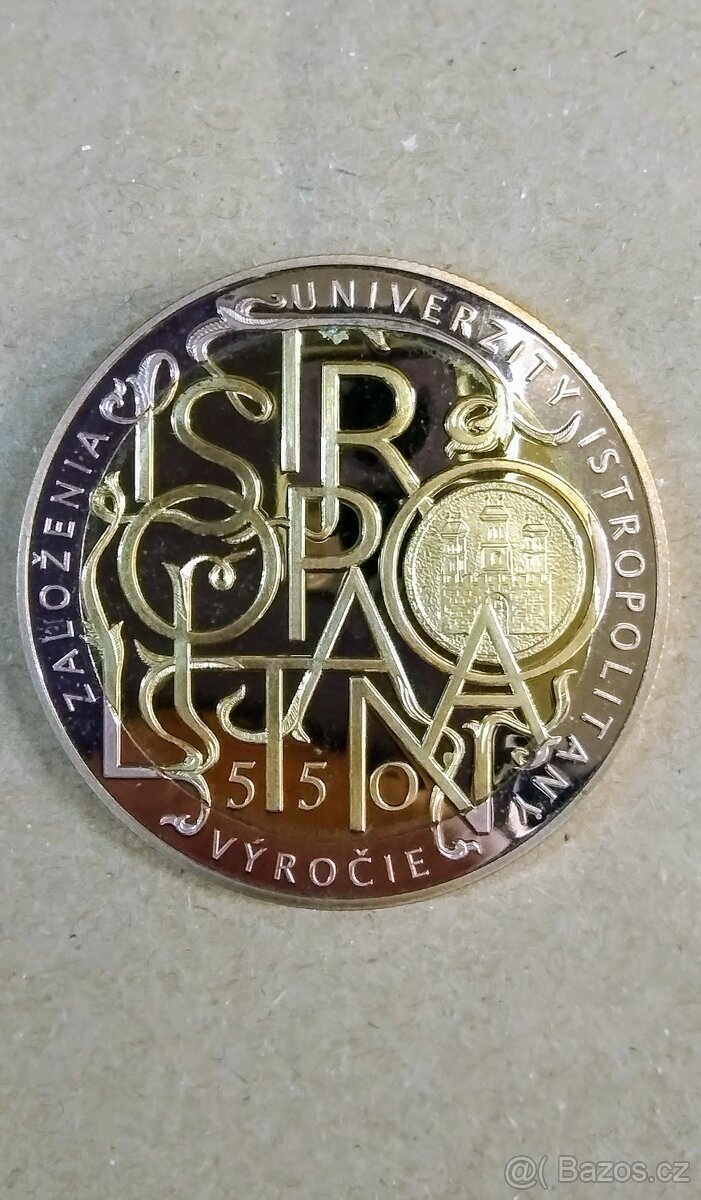 550
VÝROČIE
ZALOŽENIA
UNIVERZITY ISTROPOLITANY
ISTROPOLITANA
@( Bazos.cz